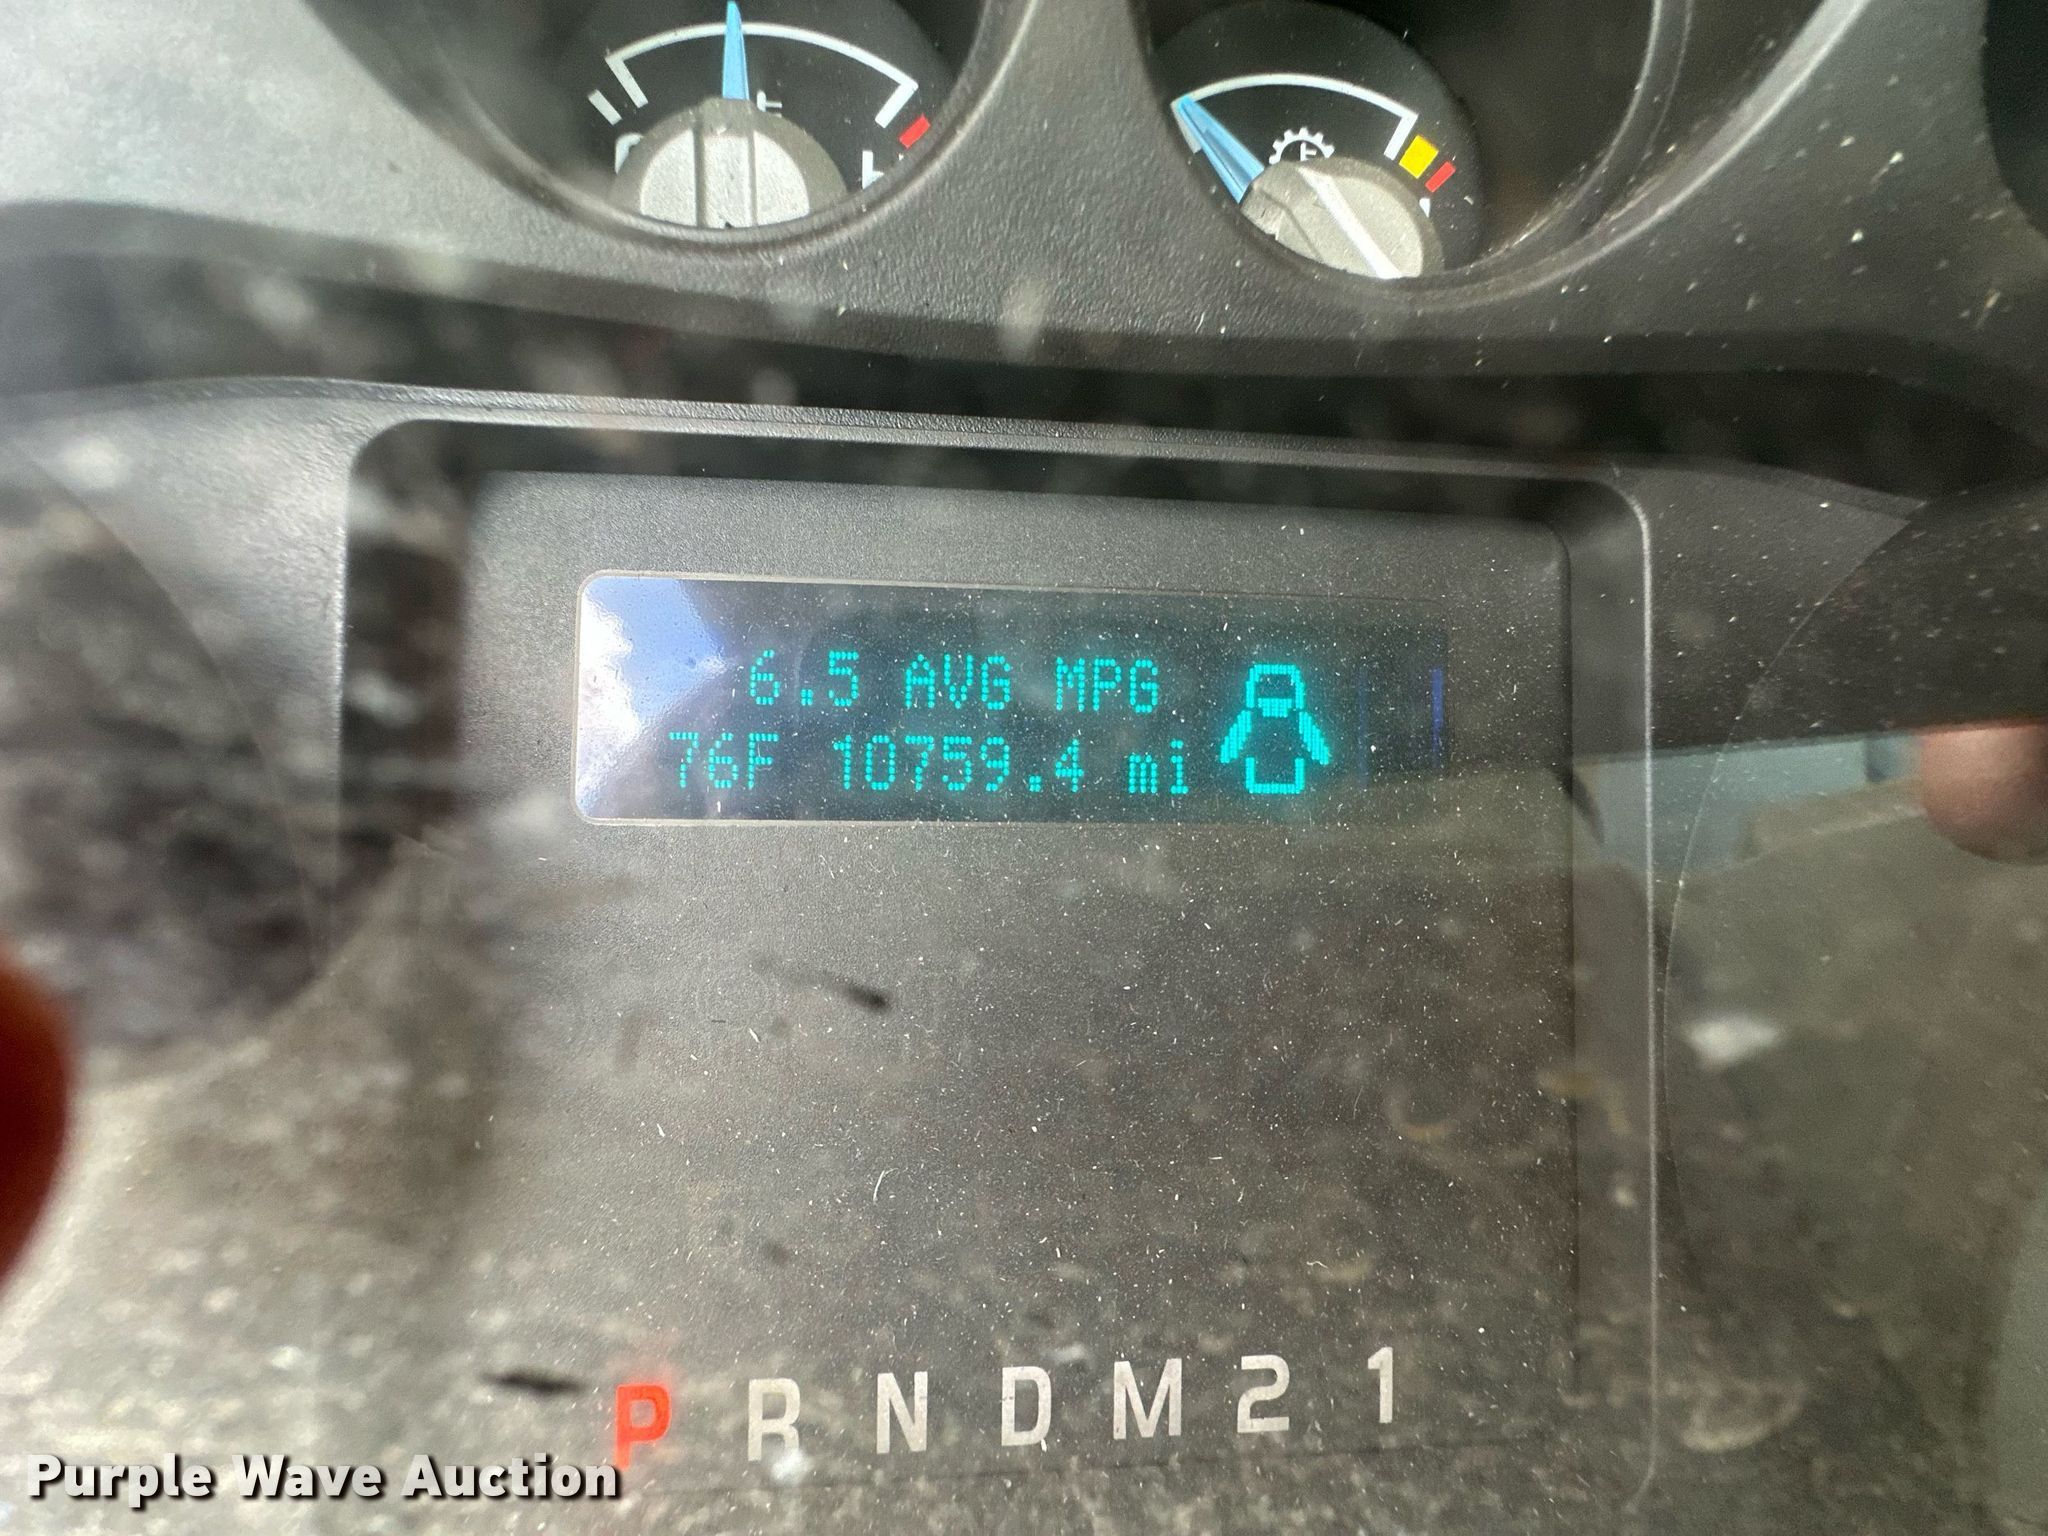 H
6.5 AVG MPG
76F 10759.4 mi
P R N D M 2 1
Purple Wave Auction